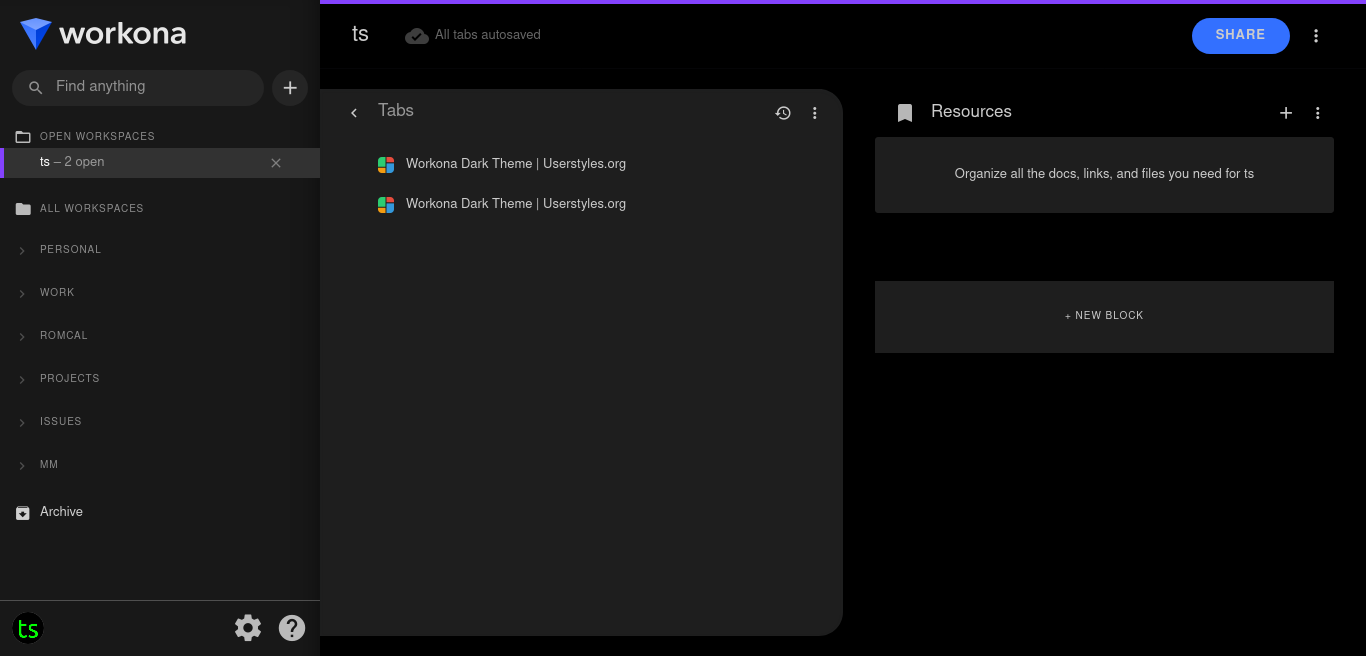 workona
Find anything
OPEN WORKSPACES
ts – 2 open
ALL WORKSPACES
PERSONAL
WORK
ROMCAL
PROJECTS
ISSUES
MM
Archive
ts
ts
All tabs autosaved
SHARE
Tabs
Workona Dark Theme | Userstyles.org
Workona Dark Theme | Userstyles.org
Resources
Organize all the docs, links, and files you need for ts
+ NEW BLOCK